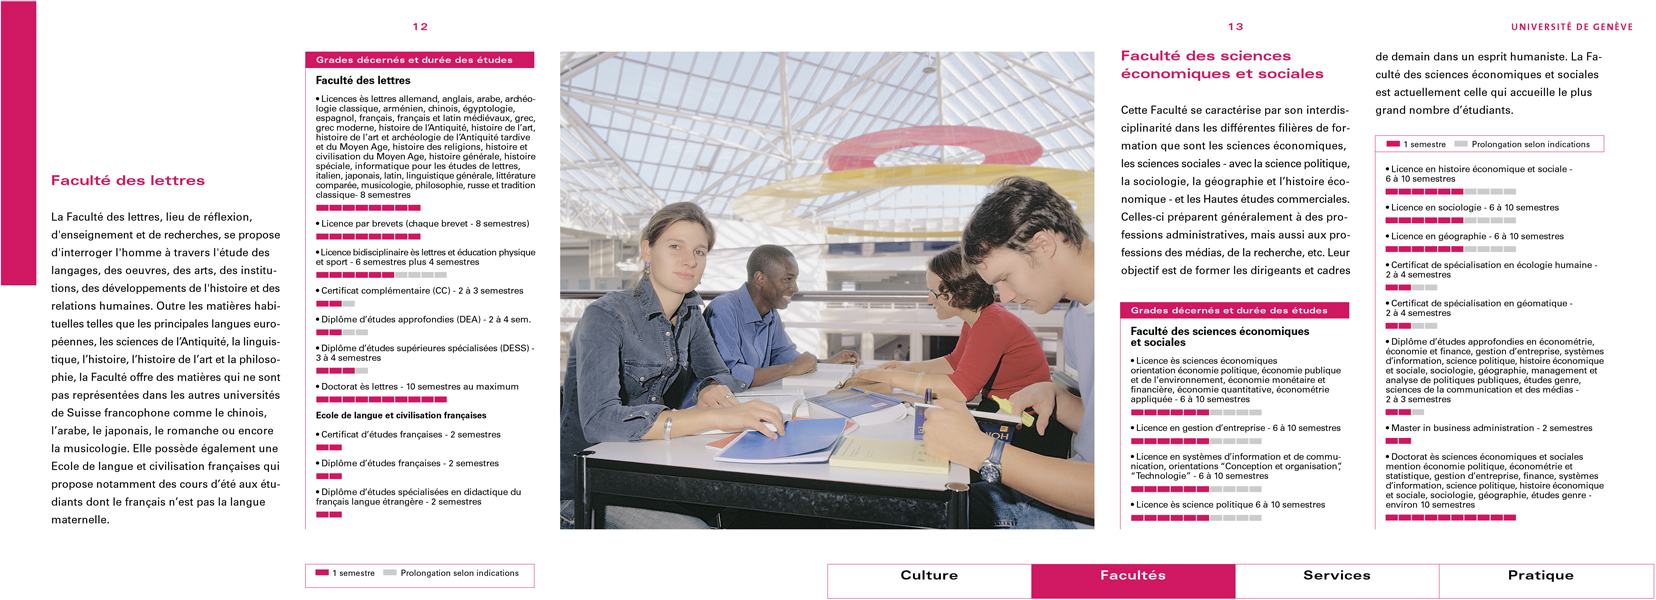 12
13
UNIVERSITÉ DE GENÈVE
Faculté des lettres
La Faculté des lettres, lieu de réflexion,
d'enseignement et de recherches, se propose
d'interroger l'homme à travers l'étude des
langages, des oeuvres, des arts, des institu-
tions, des développements de l'histoire et des
relations humaines. Outre les matières habi-
tuelles telles que les principales langues euro-
péennes, les sciences de l’Antiquité, la linguis-
tique, l’histoire, l’histoire de l’art et la philoso-
phie, la Faculté offre des matières qui ne sont
pas représentées dans les autres universités
de Suisse francophone comme le chinois,
l’arabe, le japonais, le romanche ou encore
la musicologie. Elle possède également une
Ecole de langue et civilisation françaises qui
propose notamment des cours d’été aux étu-
diants dont le français n’est pas la langue
maternelle.
Grades décernés et durée des études
Faculté des lettres
• Licences ès lettres allemand, anglais, arabe, archéo-
logie classique, arménien, chinois, égyptologie,
espagnol, français, français et latin médiévaux, grec,
grec moderne, histoire de l’Antiquité, histoire de l’art,
histoire de l’art et archéologie de l’Antiquité tardive
et du Moyen Age, histoire des religions, histoire et
civilisation du Moyen Age, histoire générale, histoire
spéciale, informatique pour les études de lettres,
italien, japonais, latin, linguistique générale, littérature
comparée, musicologie, philosophie, russe et tradition
classique- 8 semestres
• Licence par brevets (chaque brevet - 8 semestres)
• Licence bidisciplinaire ès lettres et éducation physique
et sport - 6 semestres plus 4 semestres
• Certificat complémentaire (CC) - 2 à 3 semestres
• Diplôme d’études approfondies (DEA) - 2 à 4 sem.
• Diplôme d’études supérieures spécialisées (DESS) -
3 à 4 semestres
• Doctorat ès lettres - 10 semestres au maximum
Ecole de langue et civilisation françaises
• Certificat d’études françaises - 2 semestres
• Diplôme d’études françaises - 2 semestres
• Diplôme d’études spécialisées en didactique du
français langue étrangère - 2 semestres
1 semestre Prolongation selon indications
Faculté des sciences
économiques et sociales
Cette Faculté se caractérise par son interdis-
ciplinarité dans les différentes filières de for-
mation que sont les sciences économiques,
les sciences sociales - avec la science politique,
la sociologie, la géographie et l’histoire éco-
nomique - et les Hautes études commerciales.
Celles-ci préparent généralement à des pro-
fessions administratives, mais aussi aux pro-
fessions des médias, de la recherche, etc. Leur
objectif est de former les dirigeants et cadres
Grades décernés et durée des études
Faculté des sciences économiques
et sociales
• Licence ès sciences économiques
orientation économie politique, économie publique
et de l’environnement, économie monétaire et
financière, économie quantitative, économétrie
appliquée - 6 à 10 semestres
• Licence en gestion d’entreprise - 6 à 10 semestres
• Licence en systèmes d’information et de commu-
nication, orientations “Conception et organisation”,
“Technologie” - 6 à 10 semestres
• Licence ès science politique 6 à 10 semestres
de demain dans un esprit humaniste. La Fa-
culté des sciences économiques et sociales
est actuellement celle qui accueille le plus
grand nombre d’étudiants.
1 semestre Prolongation selon indications
• Licence en histoire économique et sociale -
6 à 10 semestres
• Licence en sociologie - 6 à 10 semestres
• Licence en géographie - 6 à 10 semestres
• Certificat de spécialisation en écologie humaine -
2 à 4 semestres
• Certificat de spécialisation en géomatique -
2 à 4 semestres
• Diplôme d’études approfondies en économétrie,
économie et finance, gestion d’entreprise, systèmes
d’information, science politique, histoire économique
et sociale, sociologie, géographie, management et
analyse de politiques publiques, études genre,
sciences de la communication et des médias -
2 à 3 semestres
• Master in business administration - 2 semestres
• Doctorat ès sciences économiques et sociales
mention économie politique, économétrie et
statistique, gestion d’entreprise, finance, systèmes
d’information, science politique, histoire économique
et sociale, sociologie, géographie, études genre -
environ 10 semestres
Culture
Facultés
Services
Pratique